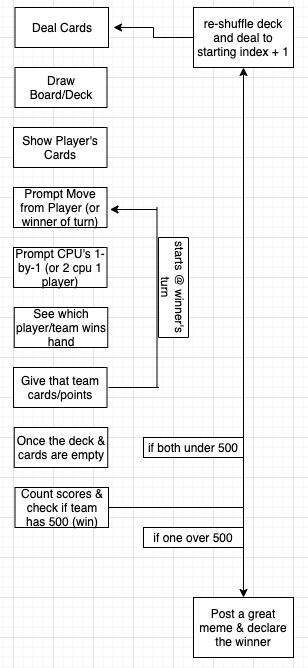 Deal Cards
re-shuffle deck
and deal to
starting index + 1
Draw
Board/Deck
Show Player's
Cards
Prompt Move
from Player (or
winner of turn)
Prompt CPU's 1-
by-1 (or 2 cpu 1
player)
starts @ winner's
turn
See which
player/team wins
hand
Give that team
cards/points
Once the deck &
cards are empty
if both under 500
Count scores &
check if team
has 500 (win)
if one over 500
Post a great
meme & declare
the winner